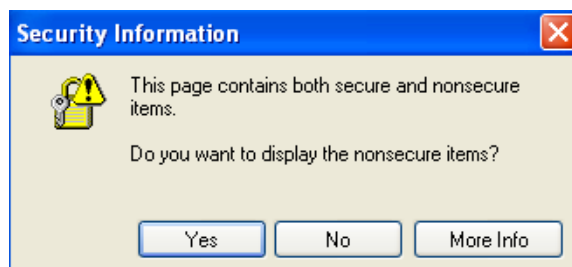 Security Information
This page contains both secure and nonsecure
items.
Do you want to display the nonsecure items?
Yes No More Info